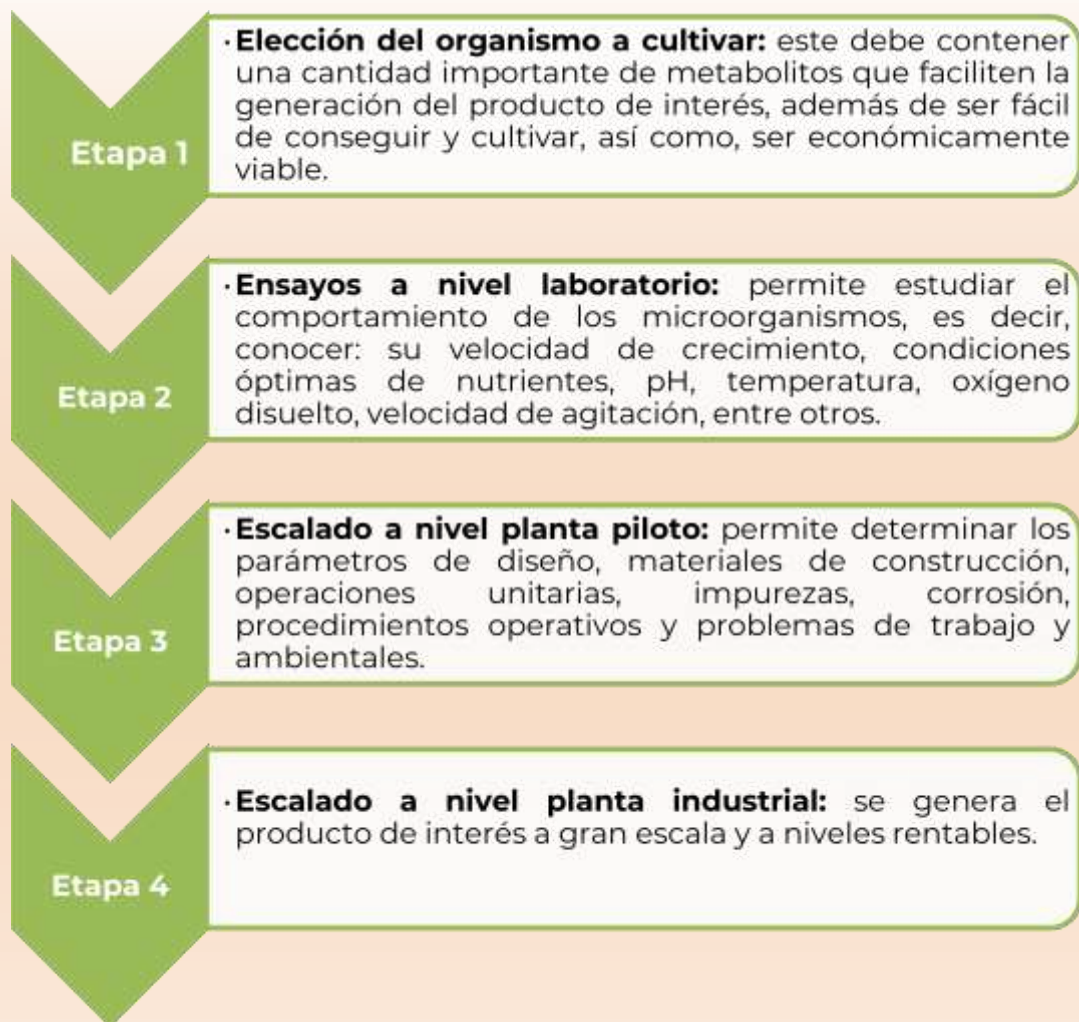 Etapa 1
·Elección del organismo a cultivar: este debe contener
una cantidad importante de metabolitos que faciliten la
generación del producto de interés, además de ser fácil
de conseguir y cultivar, así como, ser económicamente
viable.
Etapa 2
·Ensayos a nivel laboratorio: permite estudiar el
comportamiento de los microorganismos, es decir,
conocer: su velocidad de crecimiento, condiciones
óptimas de nutrientes, pH, temperatura, oxígeno
disuelto, velocidad de agitación, entre otros.
Etapa 3
·Escalado a nivel planta piloto: permite determinar los
parámetros de diseño, materiales de construcción,
operaciones unitarias, impurezas, corrosión,
procedimientos operativos y problemas de trabajo y
ambientales.
Etapa 4
·Escalado a nivel planta industrial: se genera el
producto de interés a gran escala y a niveles rentables.